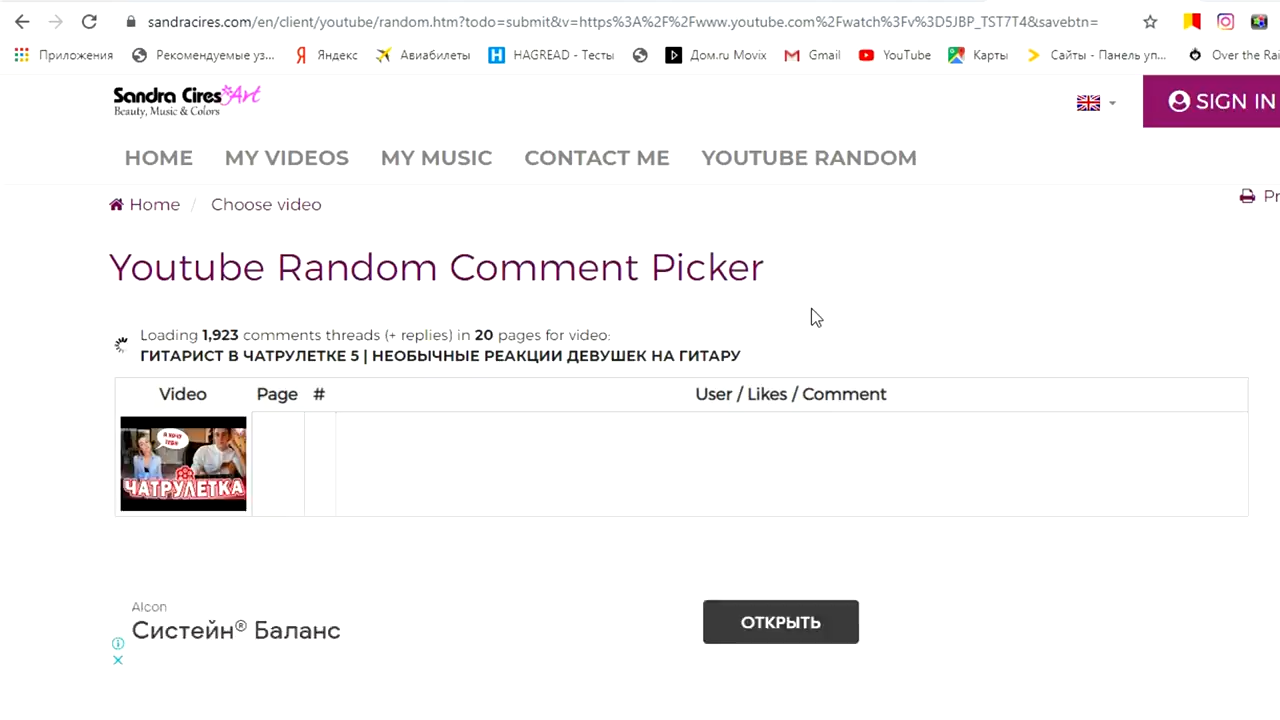 sandracires.com/en/client/youtube/random.htm?todo=submit&v=https%3A%2F%2Fwww.youtube.com%2Fwatch%3Fv%3D5JBP_TST7T4&savebtn=
Приложения Рекомендуемые уз... Яндекс Авиабилеты HAGREAD - Тесты Дом.ru Movix Gmail YouTube Карты Сайты - Панель уп... Over the Rai
Sandra Cires Art
Beauty, Music & Colors
SIGN IN
HOME MY VIDEOS MY MUSIC CONTACT ME YOUTUBE RANDOM
Home / Choose video
Pr
Youtube Random Comment Picker
Loading 1,923 comments threads (+ replies) in 20 pages for video:
ГИТАРИСТ В ЧАТРУЛЕТКЕ 5 | НЕОБЫЧНЫЕ РЕАКЦИИ ДЕВУШЕК НА ГИТАРУ
Video Page # User / Likes / Comment
Я ХОЧУ
ТЕБЯ
ЧАТРУЛЕТКА
Alcon
Систейн® Баланс
ОТКРЫТЬ